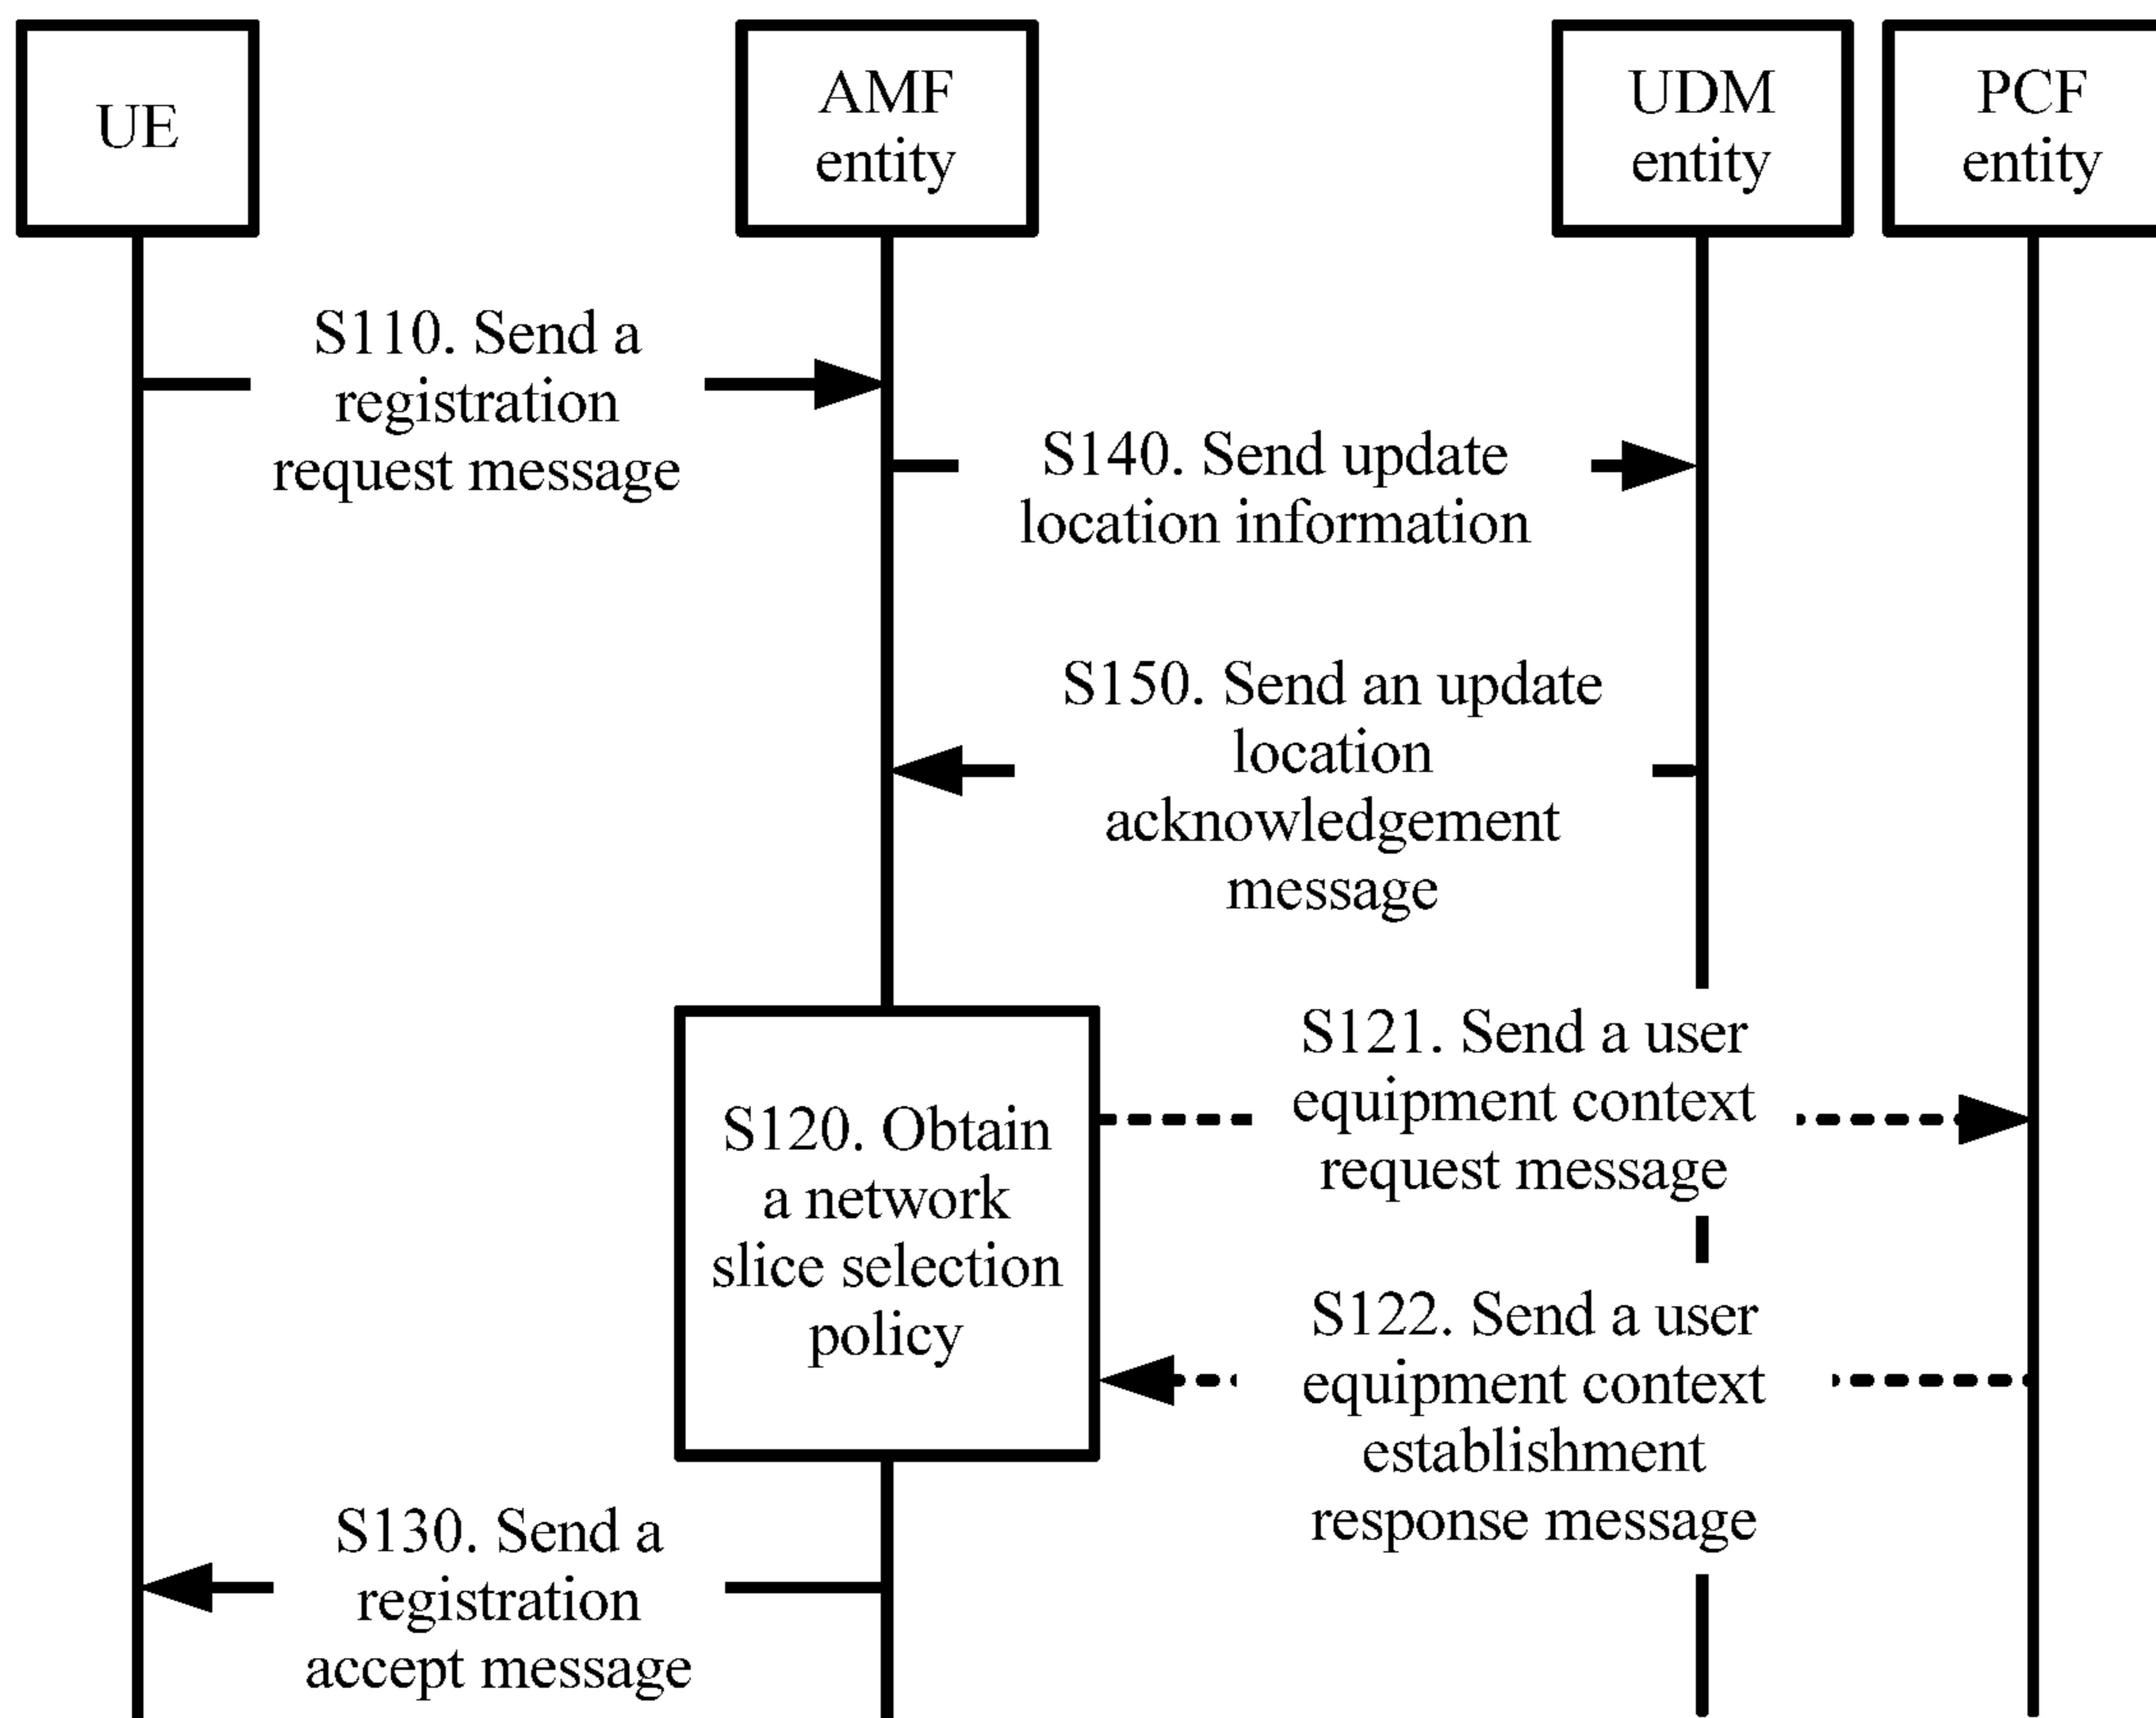 UE
AMF
entity
UDM
entity
PCF
entity
S110. Send a
registration
request message
S140. Send update
location information
S150. Send an update
location
acknowledgement
message
S120. Obtain
a network
slice selection
policy
S121. Send a user
equipment context
request message
S122. Send a user
equipment context
establishment
response message
S130. Send a
registration
accept message